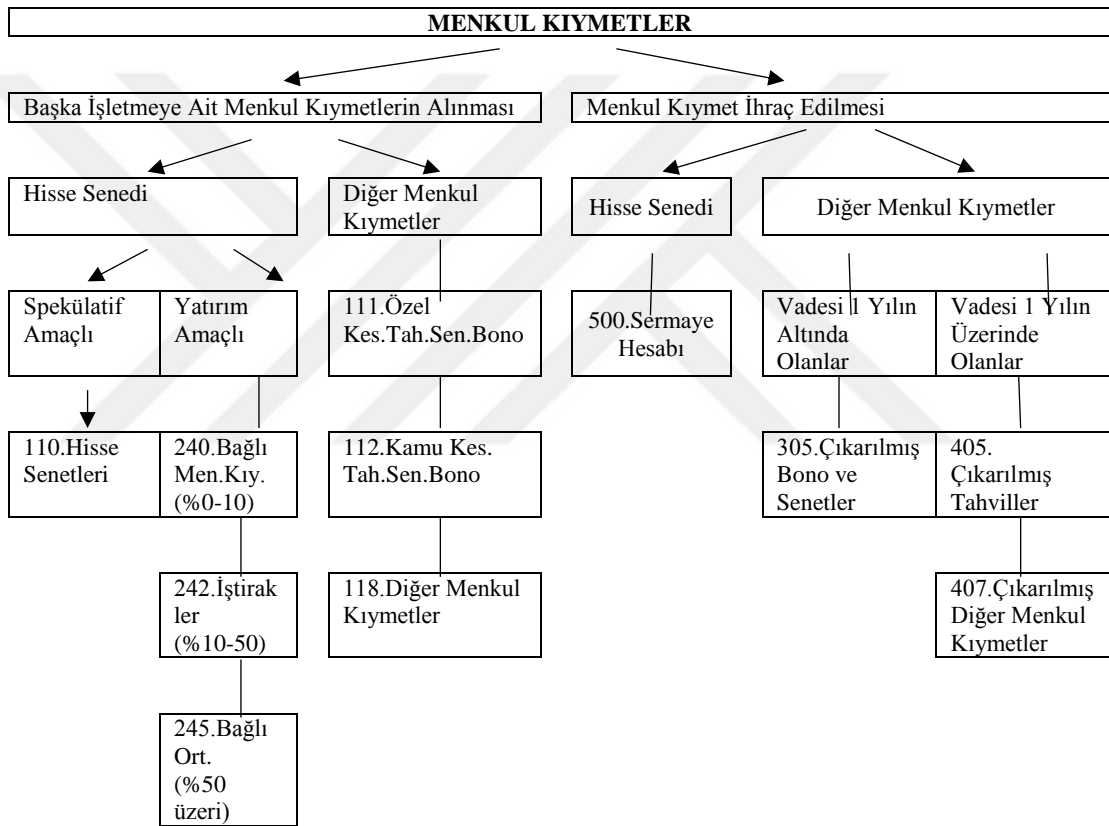 MENKUL KIYMETLER
Başka İşletmeye Ait Menkul Kıymetlerin Alınması
Menkul Kıymet İhraç Edilmesi
Hisse Senedi
Diğer Menkul
Kıymetler
Hisse Senedi
Diğer Menkul Kıymetler
Spekülatif
Amaçlı
Yatırım
Amaçlı
111.Özel
Kes.Tah.Sen.Bono
500.Sermaye
Hesabı
Vadesi 1 Yılın
Altında
Olanlar
Vadesi 1 Yılın
Üzerinde
Olanlar
110.Hisse
Senetleri
240.Bağlı
Men.Kıy.
(%0-10)
112.Kamu Kes.
Tah.Sen.Bono
305.Çıkarılmış
Bono ve
Senetler
405.
Çıkarılmış
Tahviller
242.İştirak
ler
(%10-50)
118.Diğer Menkul
Kıymetler
407.Çıkarılmış
Diğer Menkul
Kıymetler
245.Bağlı
Ort.
(%50
üzeri)